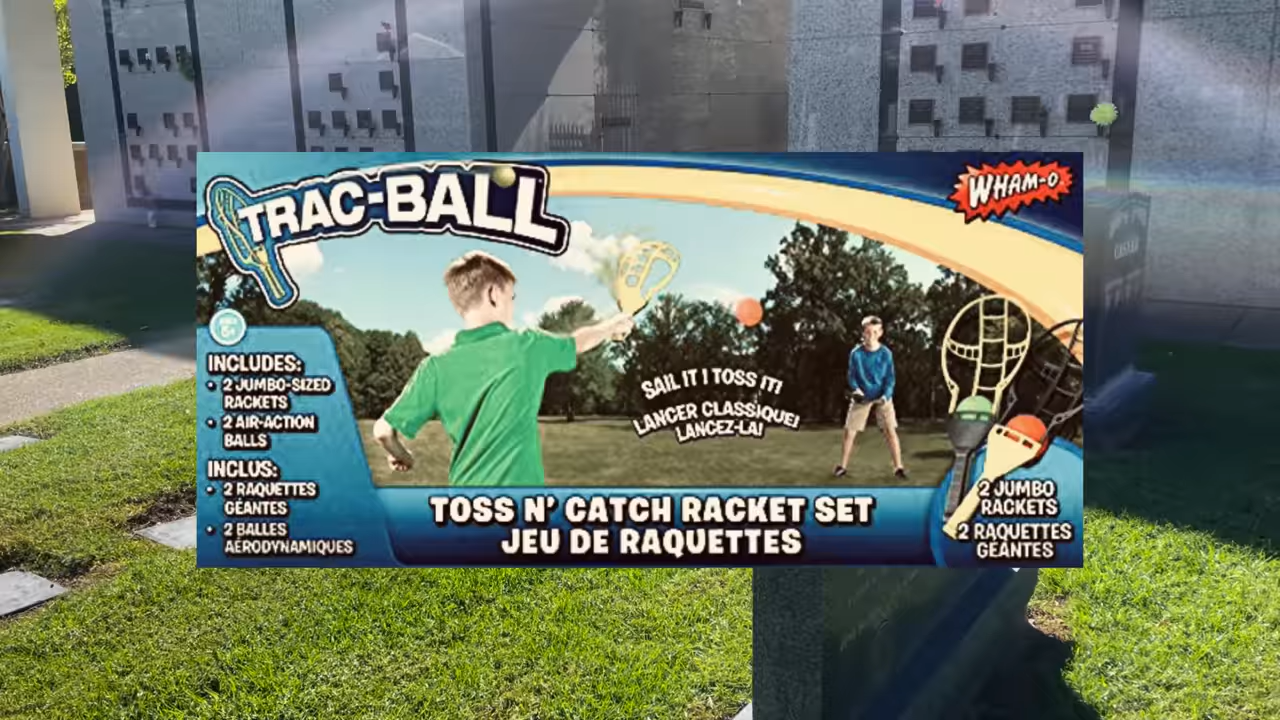 TRAC-BALL
WHAM-O
INCLUDES:
• 2 JUMBO-SIZED
RACKETS
• 2 AIR-ACTION
BALLS
INCLUS:
• 2 RAQUETTES
GÉANTES
• 2 BALLES
AÉRODYNAMIQUES
SAIL IT! TOSS IT!
LANCER CLASSIQUE!
LANCEZ-LA!
TOSS N' CATCH RACKET SET
JEU DE RAQUETTES
2 JUMBO
RACKETS
2 RAQUETTES
GÉANTES